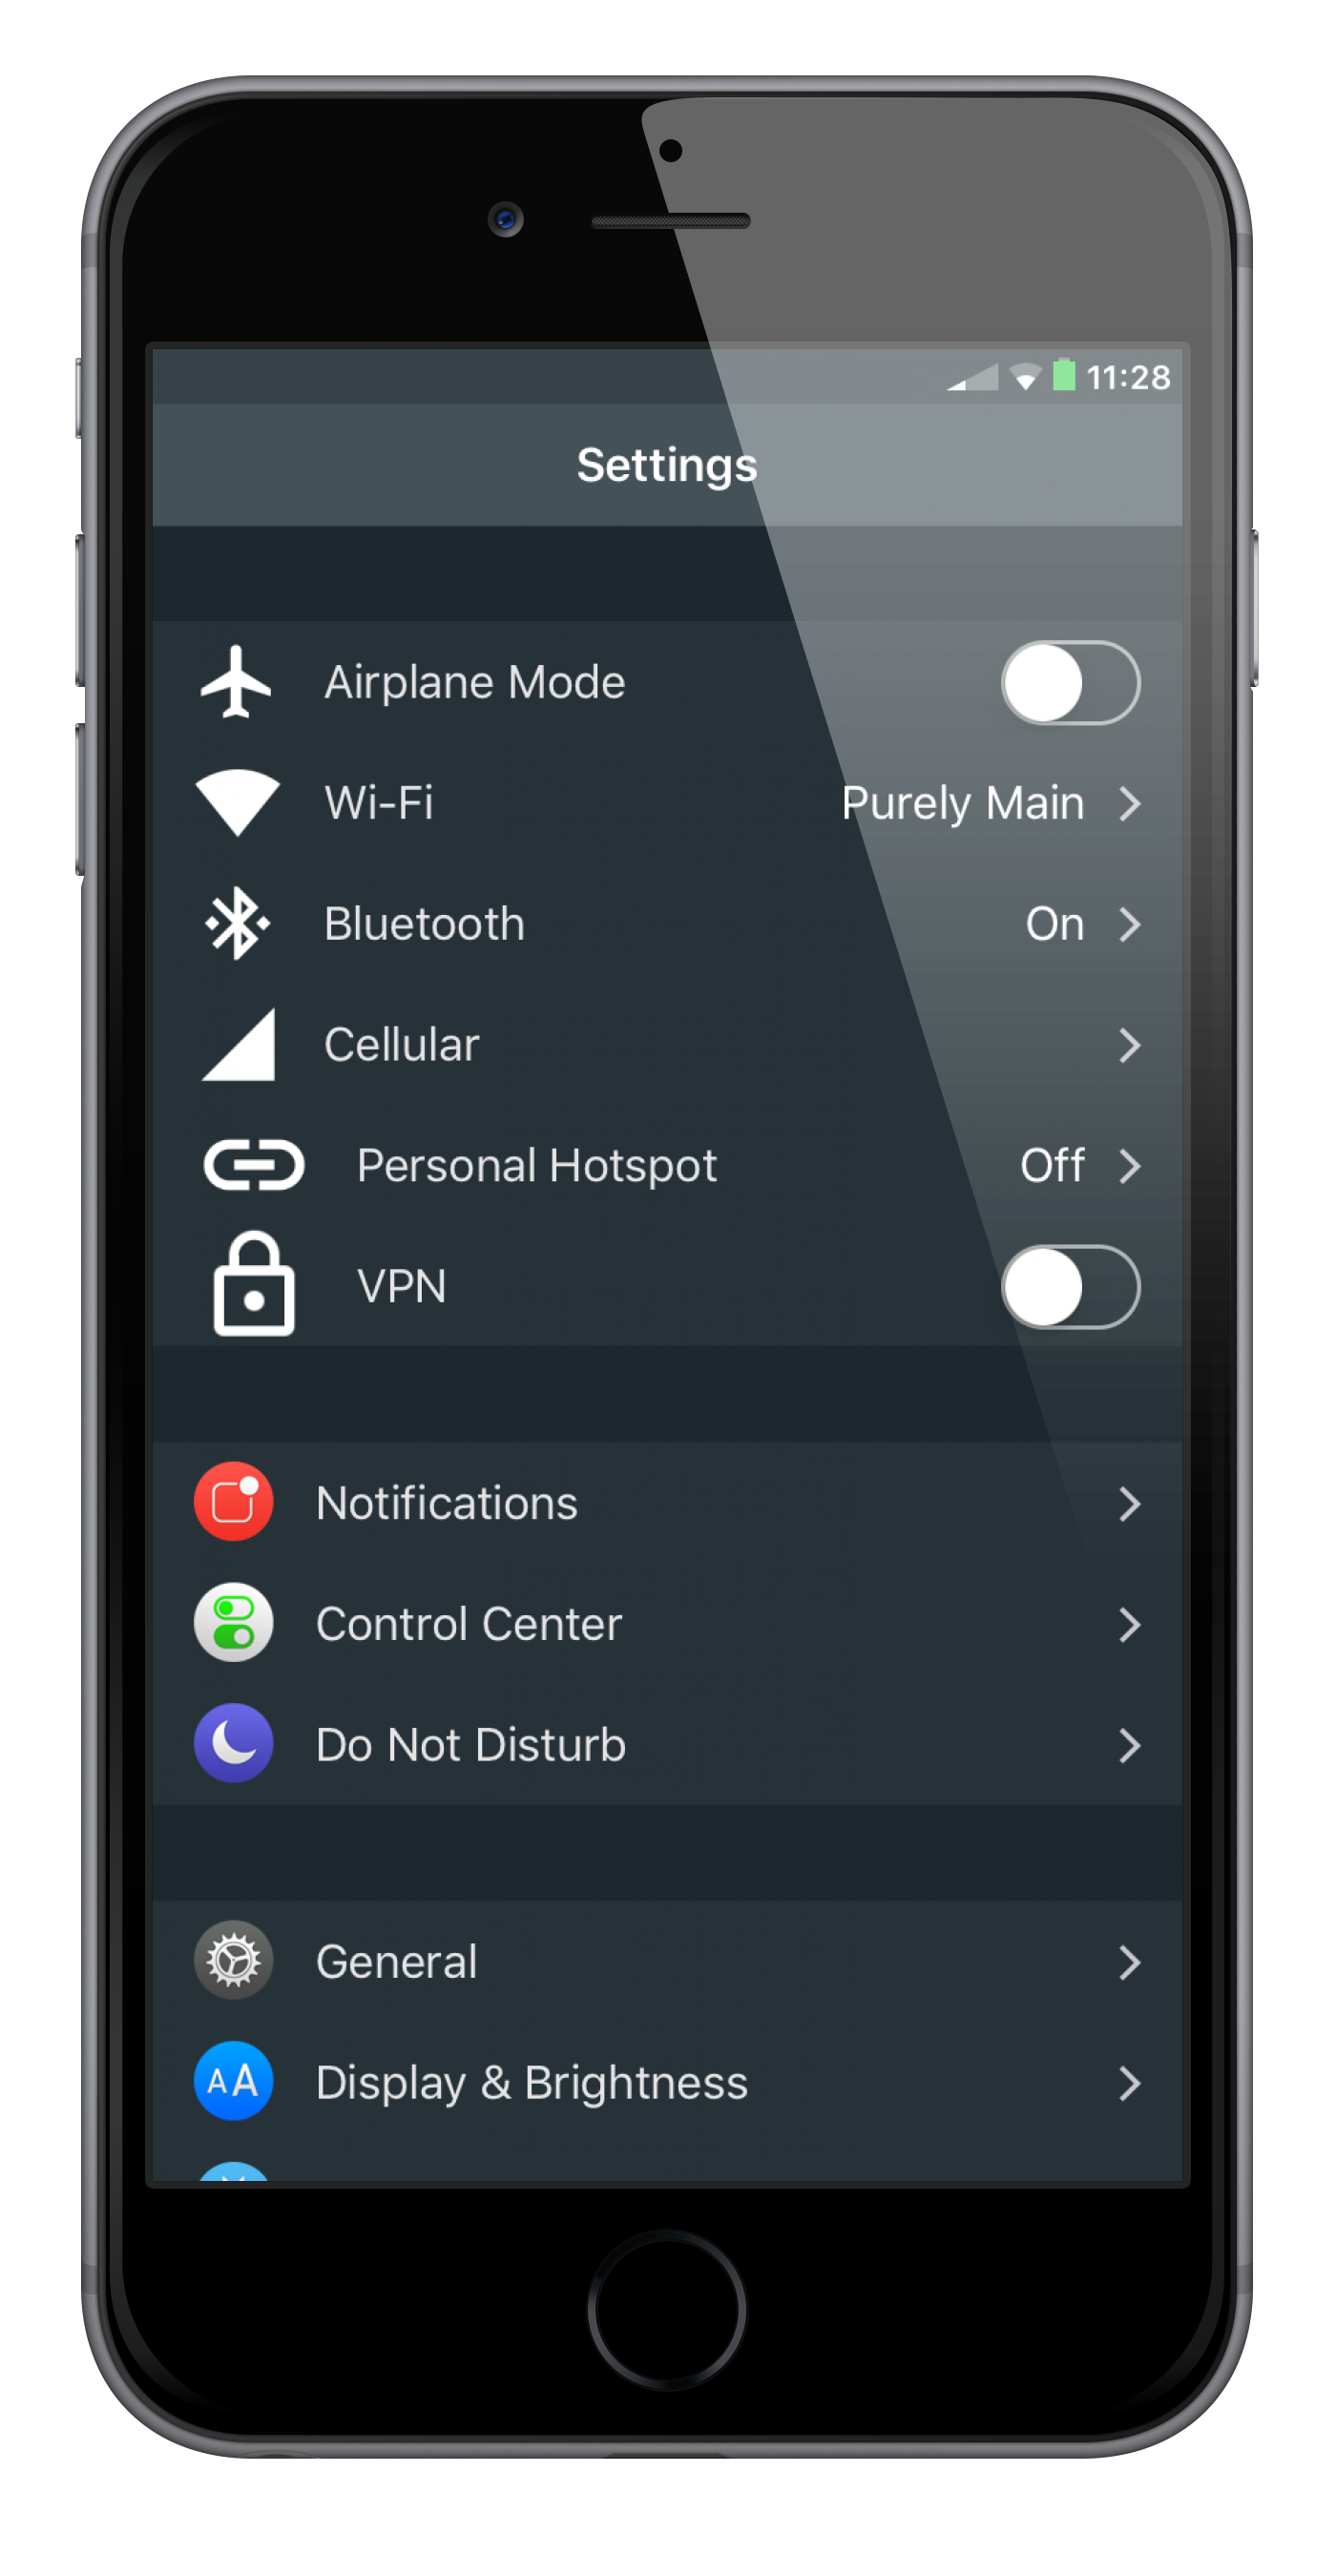 11:28
Settings
Airplane Mode
Wi-Fi Purely Main
Bluetooth On
Cellular
Personal Hotspot Off
VPN
Notifications
Control Center
Do Not Disturb
General
AA Display & Brightness